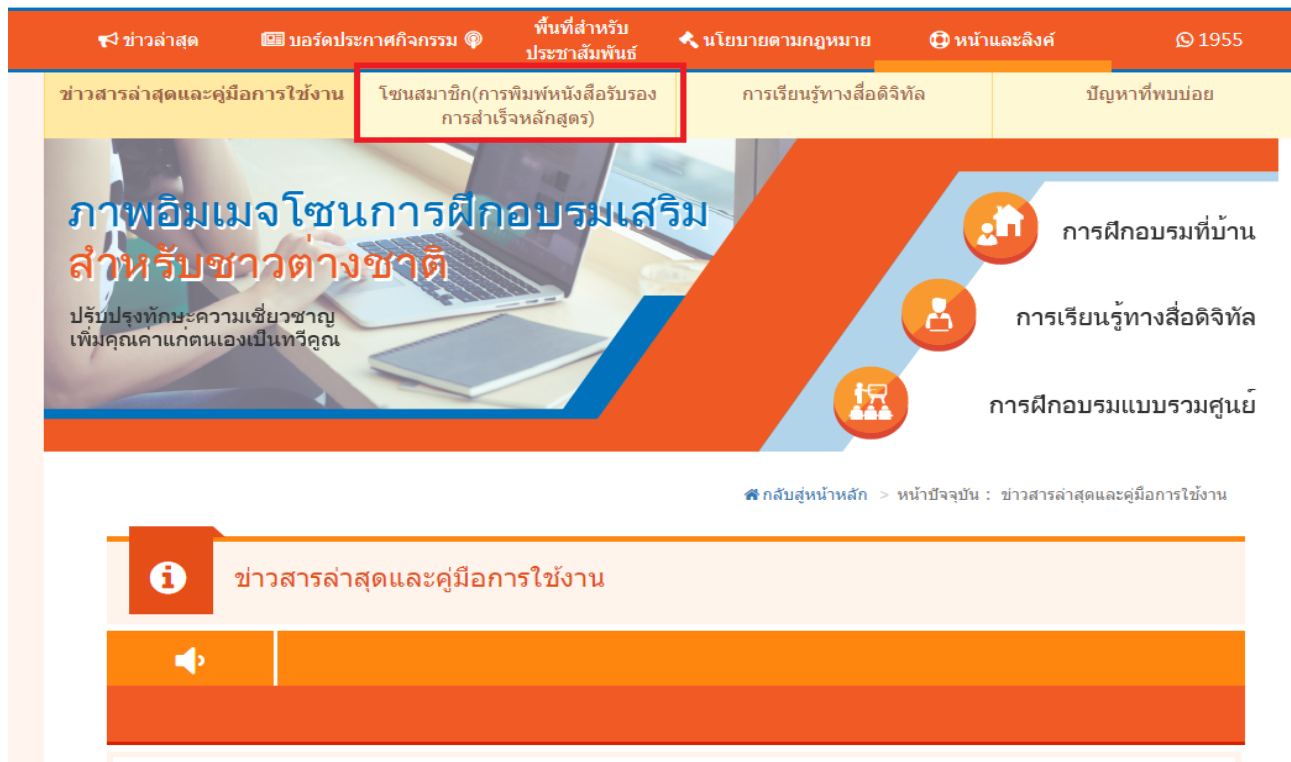 ข่าวล่าสุด
บอร์ดประกาศกิจกรรม
พื้นที่สำหรับ
ประชาสัมพันธ์
นโยบายตามกฎหมาย
หน้าและลิงค์
1955
ข่าวสารล่าสุดและคู่มือการใช้งาน
โซนสมาชิก(การพิมพ์หนังสือรับรอง
การสำเร็จหลักสูตร)
การเรียนรู้ทางสื่อดิจิทัล
ปัญหาที่พบบ่อย
ภาพอิมเมจโซนการฝึกอบรมเสริม
สำหรับชาวต่างชาติ
ปรับปรุงทักษะความเชี่ยวชาญ
เพิ่มคุณค่าแก่ตนเองเป็นทวีคูณ
การฝึกอบรมที่บ้าน
การเรียนรู้ทางสื่อดิจิทัล
การฝึกอบรมแบบรวมศูนย์
กลับสู่หน้าหลัก > หน้าปัจจุบัน : ข่าวสารล่าสุดและคู่มือการใช้งาน
ข่าวสารล่าสุดและคู่มือการใช้งาน